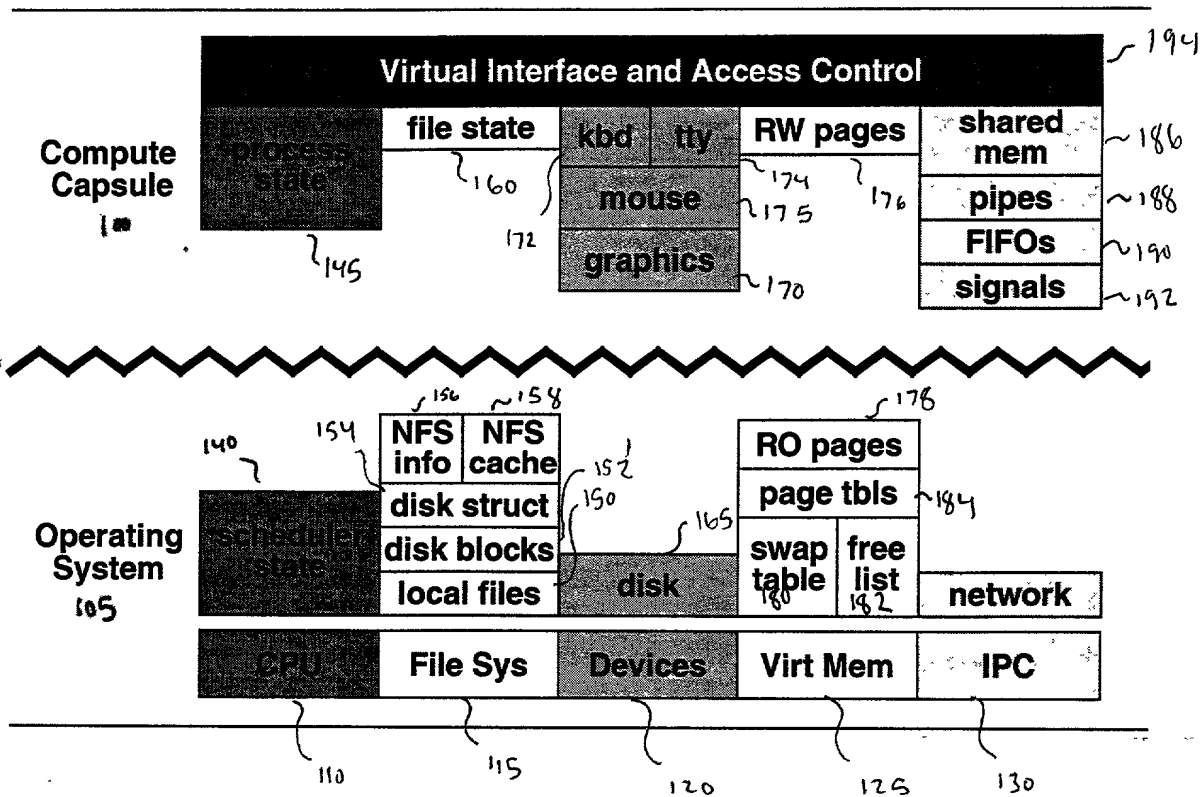 194
Virtual Interface and Access Control
Compute
Capsule
process
state
file state
kbd
tty
RW pages
shared
mem
186
160
174
176
mouse
175
pipes
188
172
FIFOs
190
145
graphics
170
signals
192
156
158
178
154
NFS
info
NFS
cache
152
RO pages
140
150
disk struct
page tbls
184
165
Operating
System
105
scheduler
state
disk blocks
disk
swap
table
180
free
list
182
local files
network
CPU
File Sys
Devices
Virt Mem
IPC
110
115
120
125
130